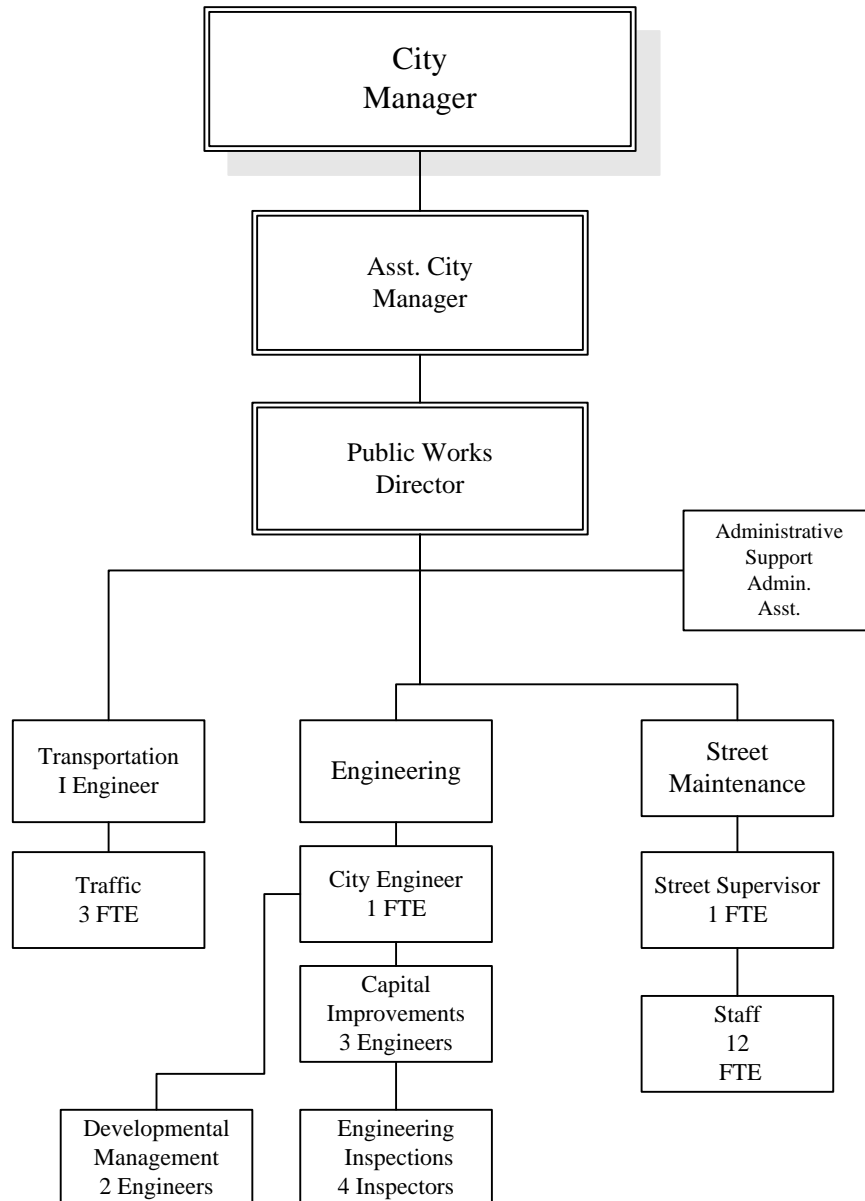 City
Manager
Asst. City
Manager
Public Works
Director
Administrative
Support
Admin.
Asst.
Transportation
I Engineer
Engineering
Street
Maintenance
Traffic
3 FTE
City Engineer
1 FTE
Street Supervisor
1 FTE
Capital
Improvements
3 Engineers
Staff
12
FTE
Developmental
Management
2 Engineers
Engineering
Inspections
4 Inspectors